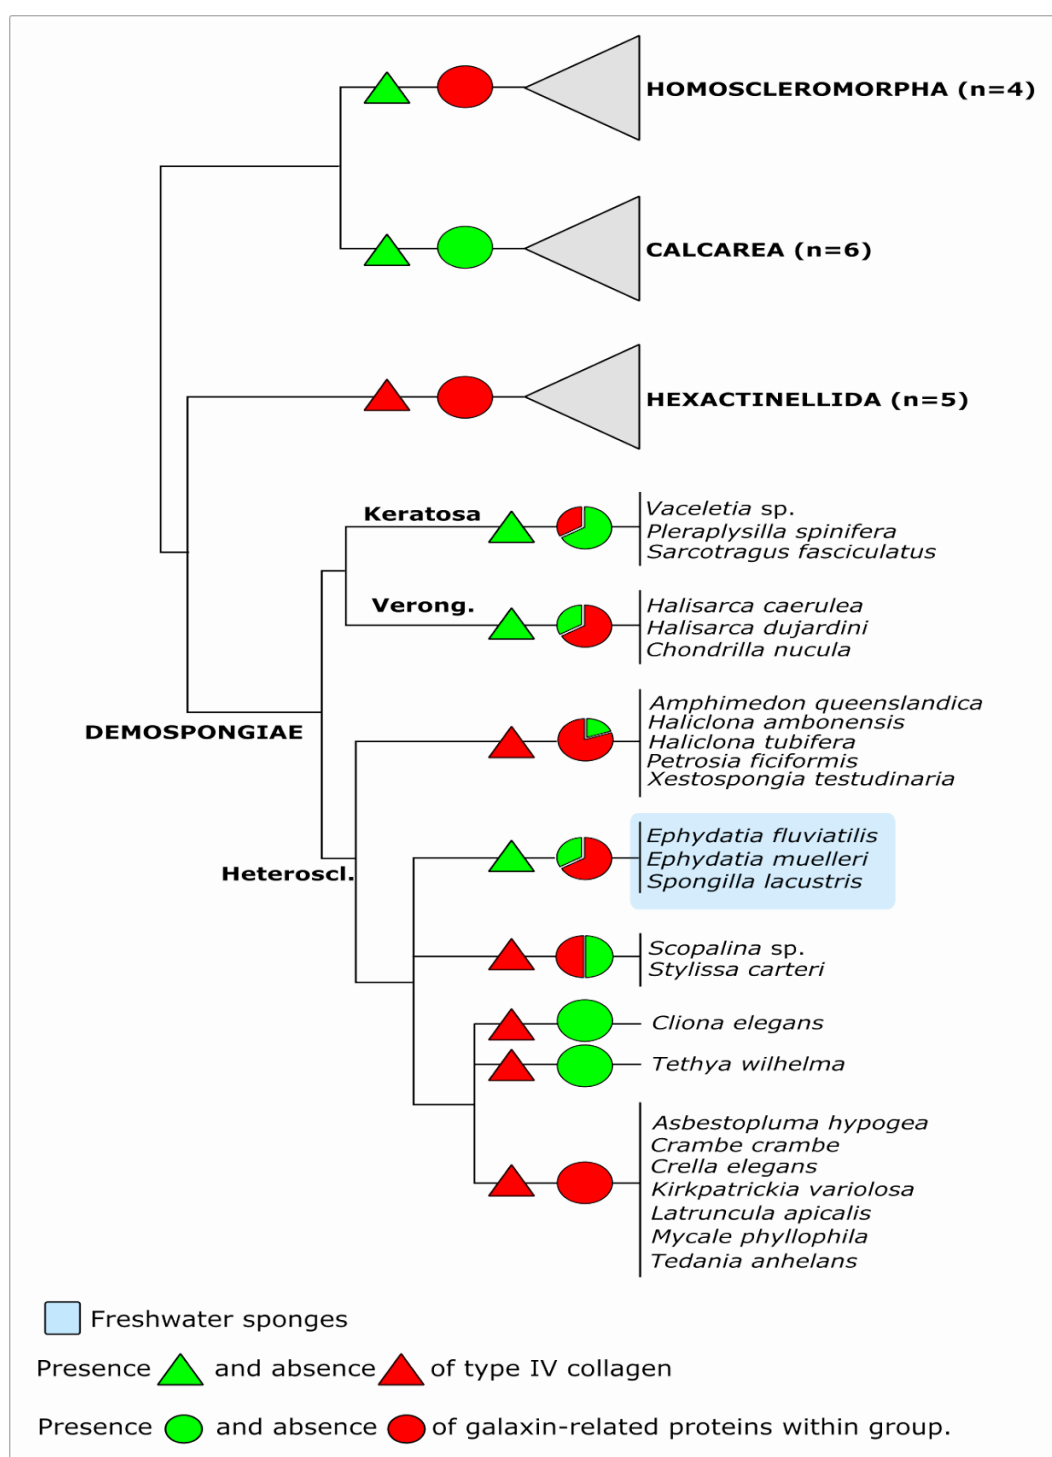 HOMOSCLEROMORPHA (n=4)
CALCAREA (n=6)
HEXACTINELLIDA (n=5)
Keratosa
Vaceletia sp.
Pleraplysilla spinifera
Sarcotragus fasciculatus
Verong.
Halisarca caerulea
Halisarca dujardini
Chondrilla nucula
DEMOSPONGIAE
Amphimedon queenslandica
Haliclona ambonensis
Haliclona tubifera
Petrosia ficiformis
Xestospongia testudinaria
Heteroscl.
Ephydatia fluviatilis
Ephydatia muelleri
Spongilla lacustris
Scopalina sp.
Stylissa carteri
Cliona elegans
Tethya wilhelma
Asbestopluma hypogea
Crambe crambe
Crella elegans
Kirkpatrickia variolosa
Latruncula apicalis
Mycale phyllophila
Tedania anhelans
Freshwater sponges
Presence and absence of type IV collagen
Presence and absence of galaxin-related proteins within group.